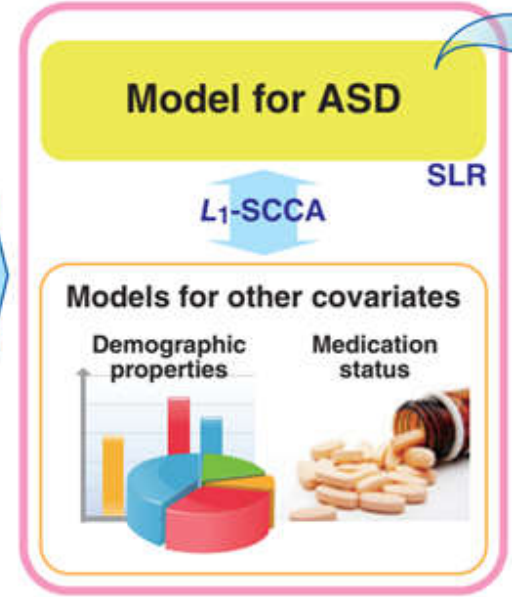 Model for ASD
SLR
L1-SCCA
Models for other covariates
Demographic
properties
Medication
status